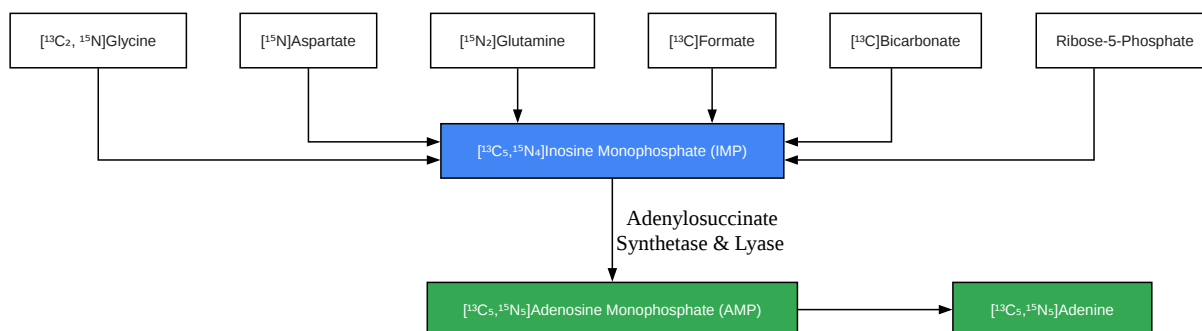 [¹³C₂, ¹⁵N]Glycine
[¹⁵N]Aspartate
[¹⁵N₂]Glutamine
[¹³C]Formate
[¹³C]Bicarbonate
Ribose-5-Phosphate
[¹³C₅,¹⁵N₄]Inosine Monophosphate (IMP)
Adenylosuccinate
Synthetase & Lyase
[¹³C₅,¹⁵N₅]Adenosine Monophosphate (AMP)
[¹³C₅,¹⁵N₅]Adenine